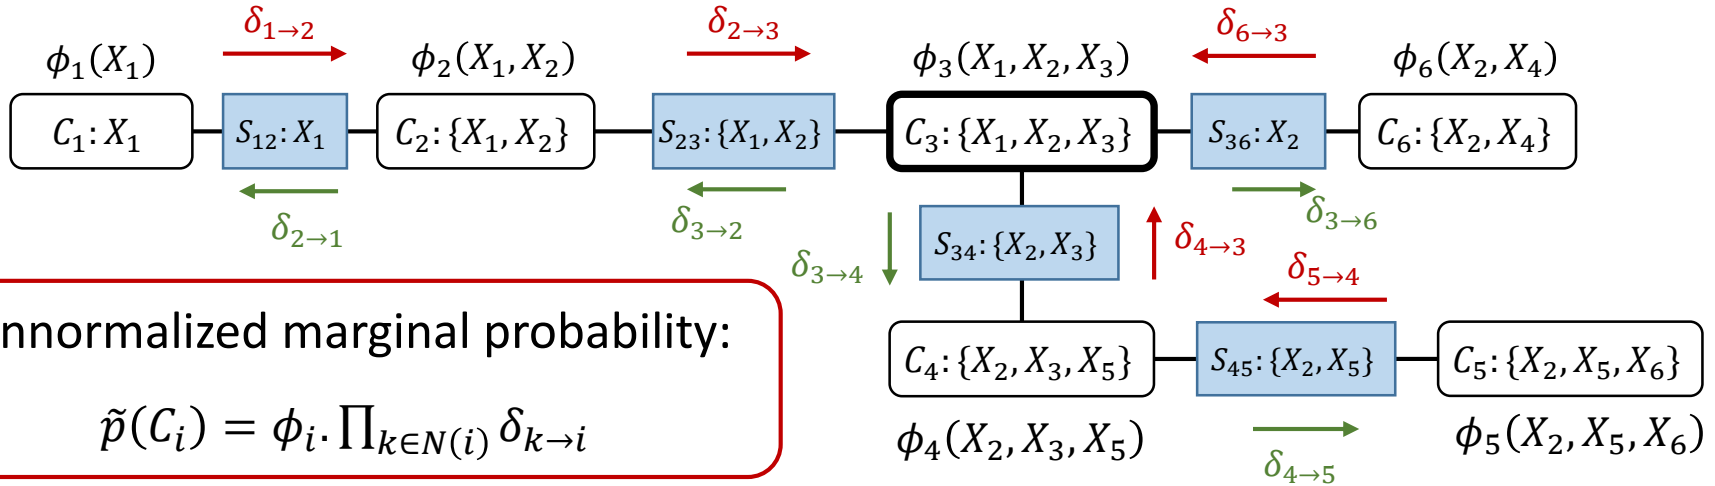 δ₁→₂
δ₂→₃
δ₆→₃
ϕ₁(X₁)
ϕ₂(X₁, X₂)
ϕ₃(X₁, X₂, X₃)
ϕ₆(X₂, X₄)
C₁: X₁
S₁₂: X₁
C₂: {X₁, X₂}
S₂₃: {X₁, X₂}
C₃: {X₁, X₂, X₃}
S₃₆: X₂
C₆: {X₂, X₄}
δ₂→₁
δ₃→₂
δ₃→₆
δ₃→₄
S₃₄: {X₂, X₃}
δ₄→₃
δ₅→₄
nnormalized marginal probability:
C₄: {X₂, X₃, X₅}
S₄₅: {X₂, X₅}
C₅: {X₂, X₅, X₆}
p̃(Cᵢ) = ϕᵢ. ∏ₖ∈N(ᵢ) δₖ→ᵢ
ϕ₄(X₂, X₃, X₅)
δ₄→₅
ϕ₅(X₂, X₅, X₆)